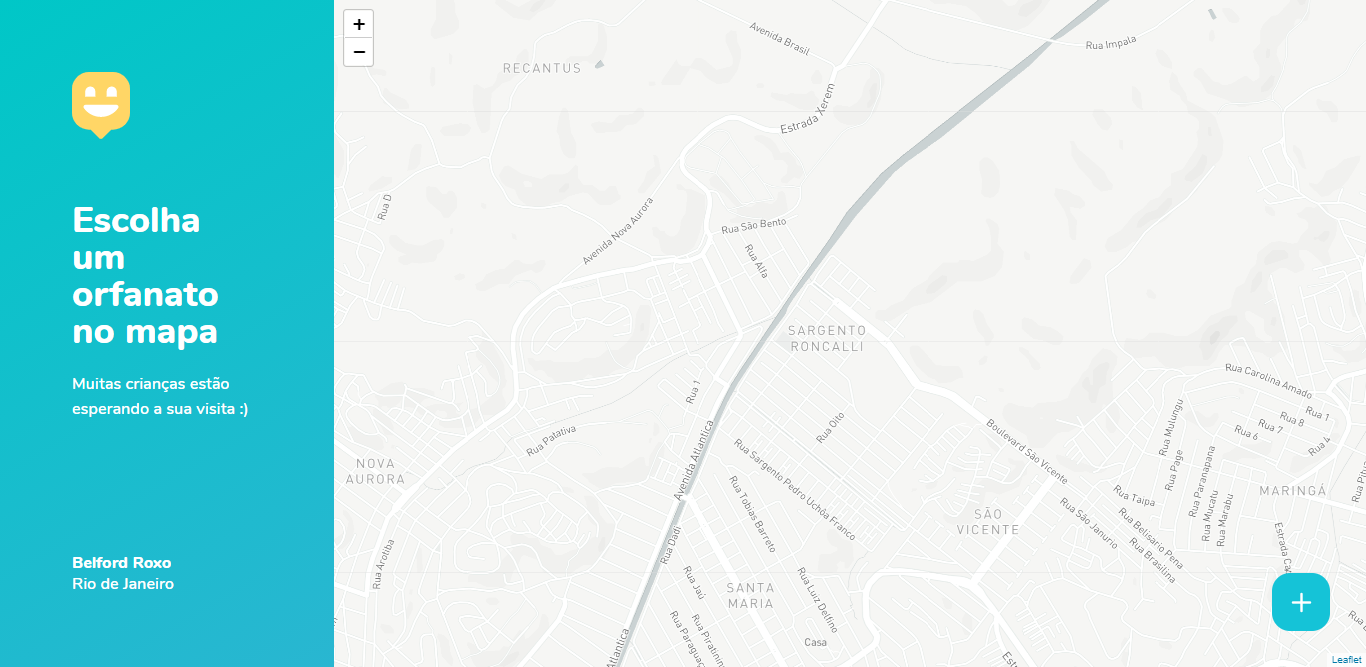 Escolha
um
orfanato
no mapa
Muitas crianças estão
esperando a sua visita :)
Belford Roxo
Rio de Janeiro
+
−
Avenida Brasil
Rua Impala
RECANTUS
Estrada Xerem
Rua D
Avenida Nova Aurora
Rua São Bento
Rua Alfa
SARGENTO
RONCALLI
Rua 1
Rua Carolina Amado
Rua 1
Rua 8
Rua 7
Rua 6
Rua 4
Rua Mulungu
Rua Oito
Rua Patativa
Avenida Atlantica
Boulevard São Vicente
Rua Sargento Pedro Uchôa Franco
NOVA
AURORA
Rua Page
Rua Paranapana
MARINGÁ
Rua Taipa
Rua Mucatu
Rua Marabu
Rua Tobias Barreto
SÃO
VICENTE
Rua São Januário
Rua Belisario Pena
Rua Brasilina
Rua Dadi
Rua Arotiba
Rua Jaú
SANTA
MARIA
Rua Luiz Delfino
Casa
Atlantica
Leaflet